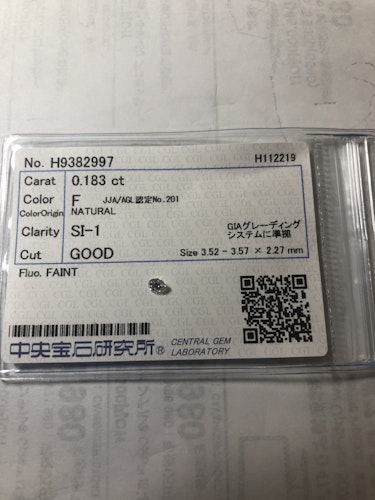 No. H9382997 H112219
Carat 0.183 ct
Color F JJA/AGL認定No.201
ColorOrigin NATURAL
Clarity SI-1 GIAグレーディング
システムに準拠
Cut GOOD Size 3.52 - 3.57 × 2.27 mm
Fluo. FAINT
中央宝石研究所® CENTRAL GEM
LABORATORY